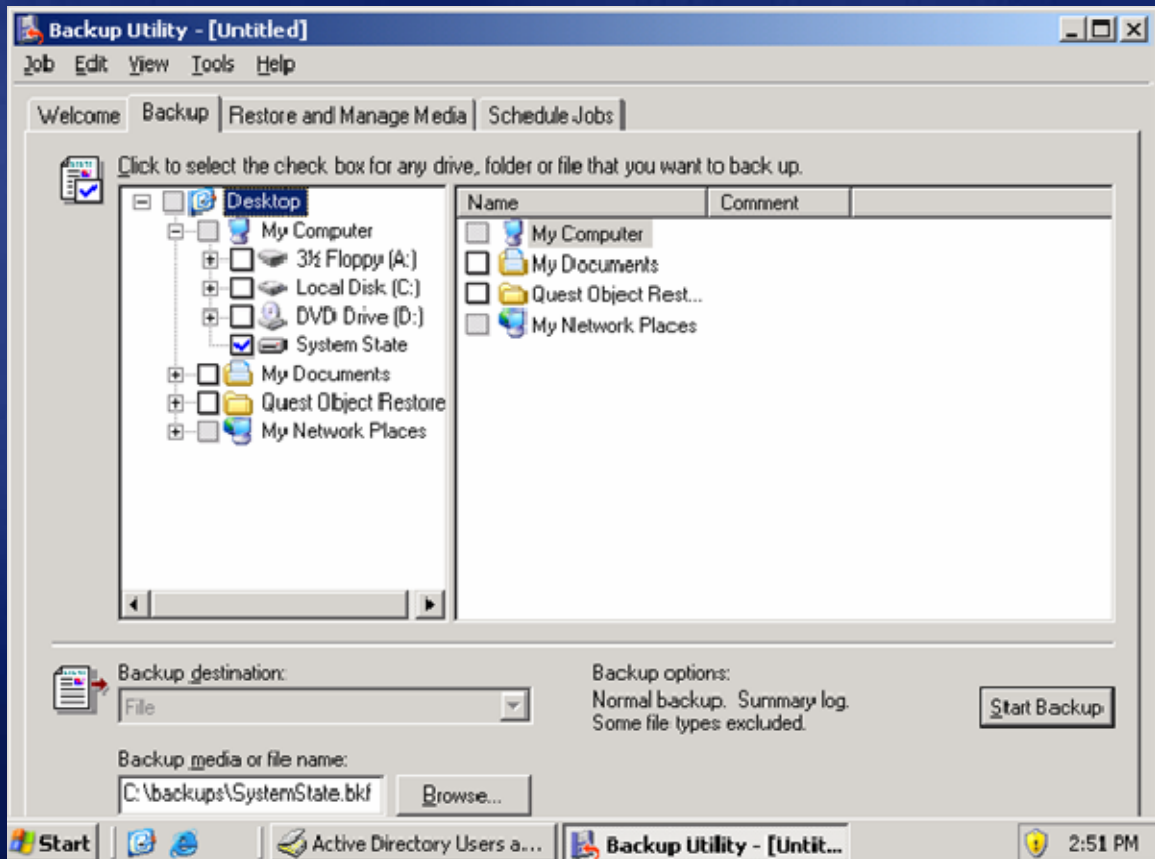 Backup Utility - [Untitled]
Job Edit View Tools Help
Welcome Backup Restore and Manage Media Schedule Jobs
Click to select the check box for any drive, folder or file that you want to back up.
Desktop
My Computer
3½ Floppy (A:)
Local Disk (C:)
DVD Drive (D:)
System State
My Documents
Quest Object Restore
My Network Places
Name Comment
My Computer
My Documents
Quest Object Rest...
My Network Places
Backup destination:
File
Backup media or file name:
C:\backups\SystemState.bkf Browse...
Backup options:
Normal backup. Summary log.
Some file types excluded.
Start Backup
Start Active Directory Users a... Backup Utility - [Untit... 2:51 PM